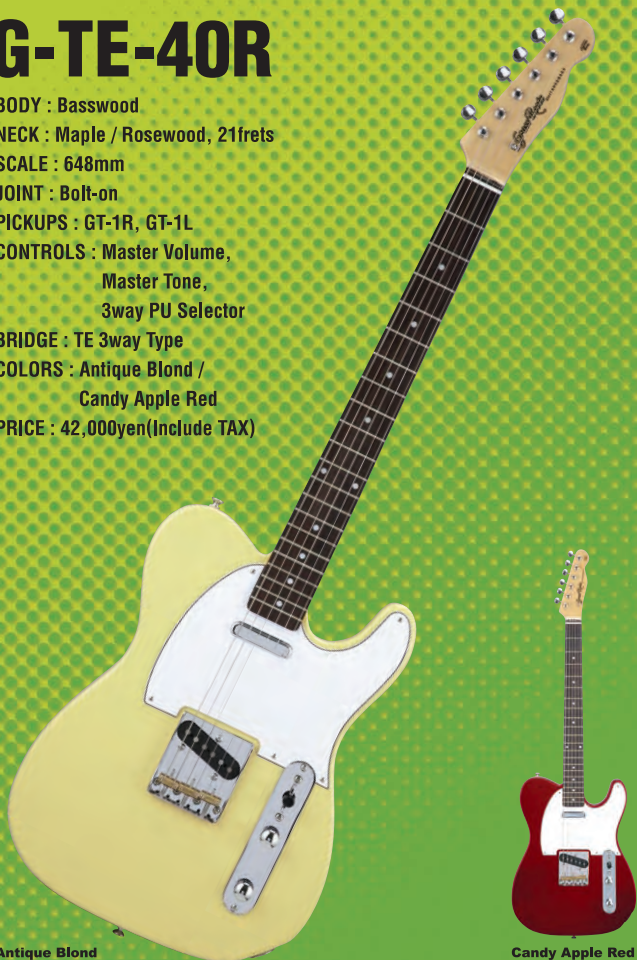 G-TE-40R
BODY : Basswood
NECK : Maple / Rosewood, 21frets
SCALE : 648mm
JOINT : Bolt-on
PICKUPS : GT-1R, GT-1L
CONTROLS : Master Volume,
Master Tone,
3way PU Selector
BRIDGE : TE 3way Type
COLORS : Antique Blond /
Candy Apple Red
PRICE : 42,000yen(Include TAX)
Antique Blond
Candy Apple Red